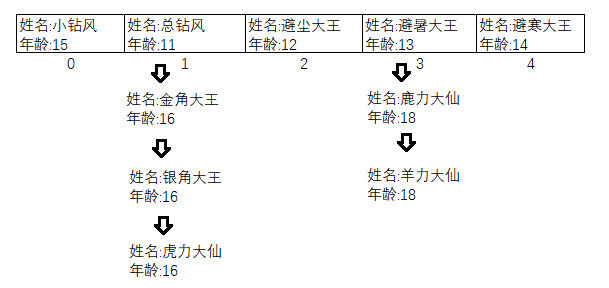 姓名:小钻风
年龄:15
姓名:总钻风
年龄:11
姓名:避尘大王
年龄:12
姓名:避暑大王
年龄:13
姓名:避寒大王
年龄:14
0
1
2
3
4
姓名:金角大王
年龄:16
姓名:鹿力大仙
年龄:18
姓名:银角大王
年龄:16
姓名:羊力大仙
年龄:18
姓名:虎力大仙
年龄:16